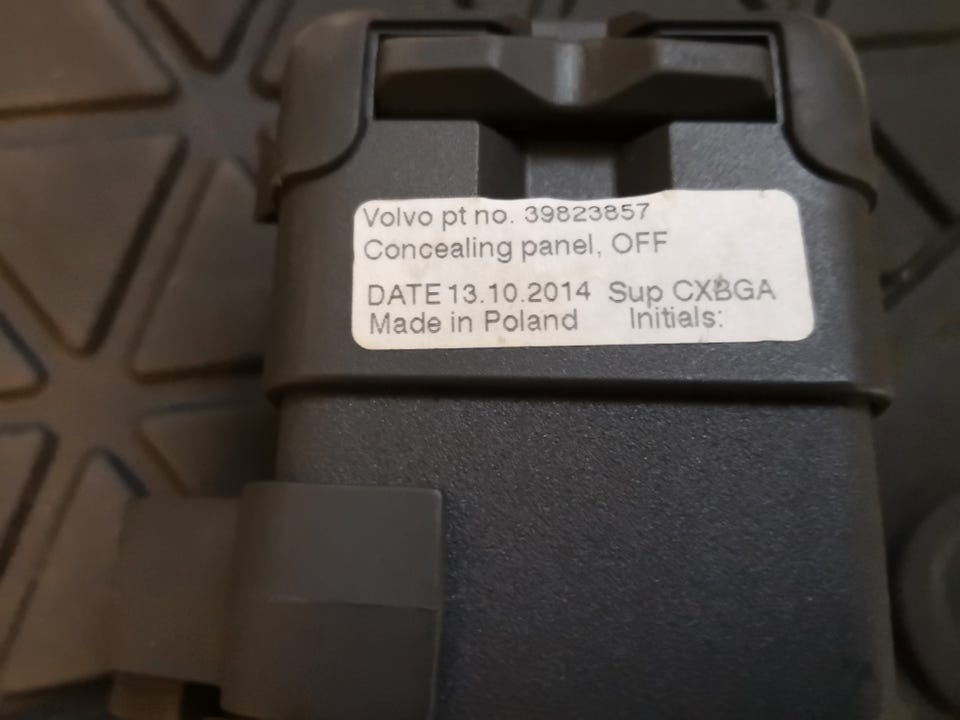 Volvo pt no. 39823857
Concealing panel, OFF
DATE 13.10.2014 Sup CXBGA
Made in Poland Initials: